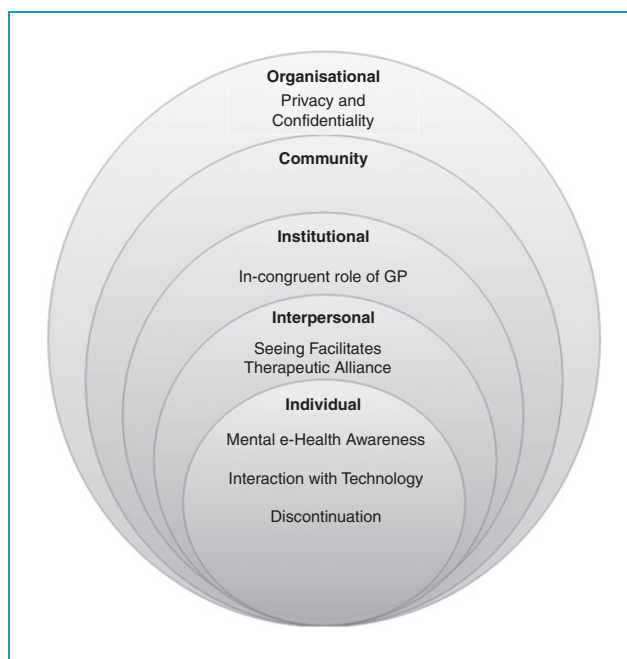 Organisational
Privacy and
Confidentiality
Community
Institutional
In-congruent role of GP
Interpersonal
Seeing Facilitates
Therapeutic Alliance
Individual
Mental e-Health Awareness
Interaction with Technology
Discontinuation